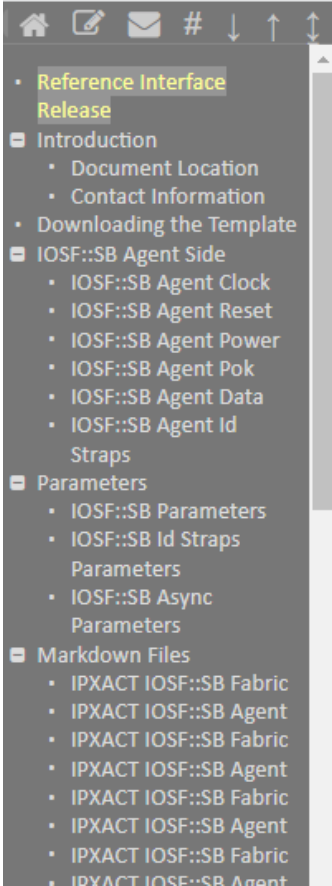 # ↓ ↑ ↕
Reference Interface
Release
Introduction
Document Location
Contact Information
Downloading the Template
IOSF::SB Agent Side
IOSF::SB Agent Clock
IOSF::SB Agent Reset
IOSF::SB Agent Power
IOSF::SB Agent Pok
IOSF::SB Agent Data
IOSF::SB Agent Id
Straps
Parameters
IOSF::SB Parameters
IOSF::SB Id Straps
Parameters
IOSF::SB Async
Parameters
Markdown Files
IPXACT IOSF::SB Fabric
IPXACT IOSF::SB Agent
IPXACT IOSF::SB Fabric
IPXACT IOSF::SB Agent
IPXACT IOSF::SB Fabric
IPXACT IOSF::SB Agent
IPXACT IOSF::SB Fabric
IPXACT IOSF::SB Agent